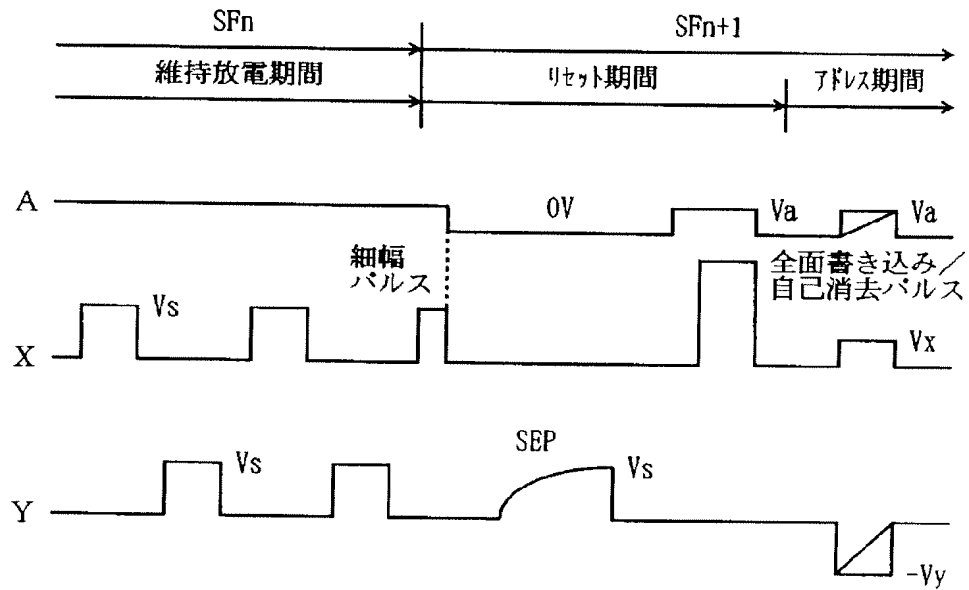 SFn
SFn+1
維持放電期間
リセット期間
アドレス期間
A
0V
Va
Va
細幅
パルス
全面書き込み/
自己消去パルス
X
Vs
Vx
SEP
Y
Vs
Vs
-Vy